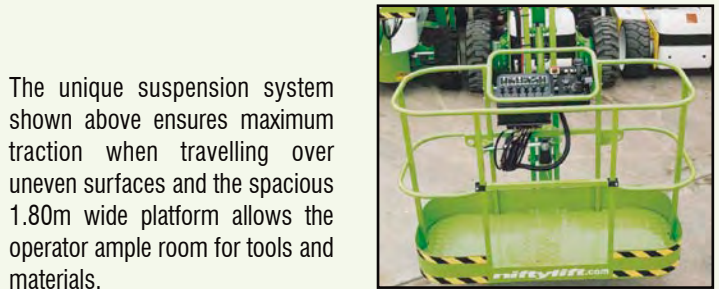 The unique suspension system
shown above ensures maximum
traction when travelling over
uneven surfaces and the spacious
1.80m wide platform allows the
operator ample room for tools and
materials.
niftylift.com